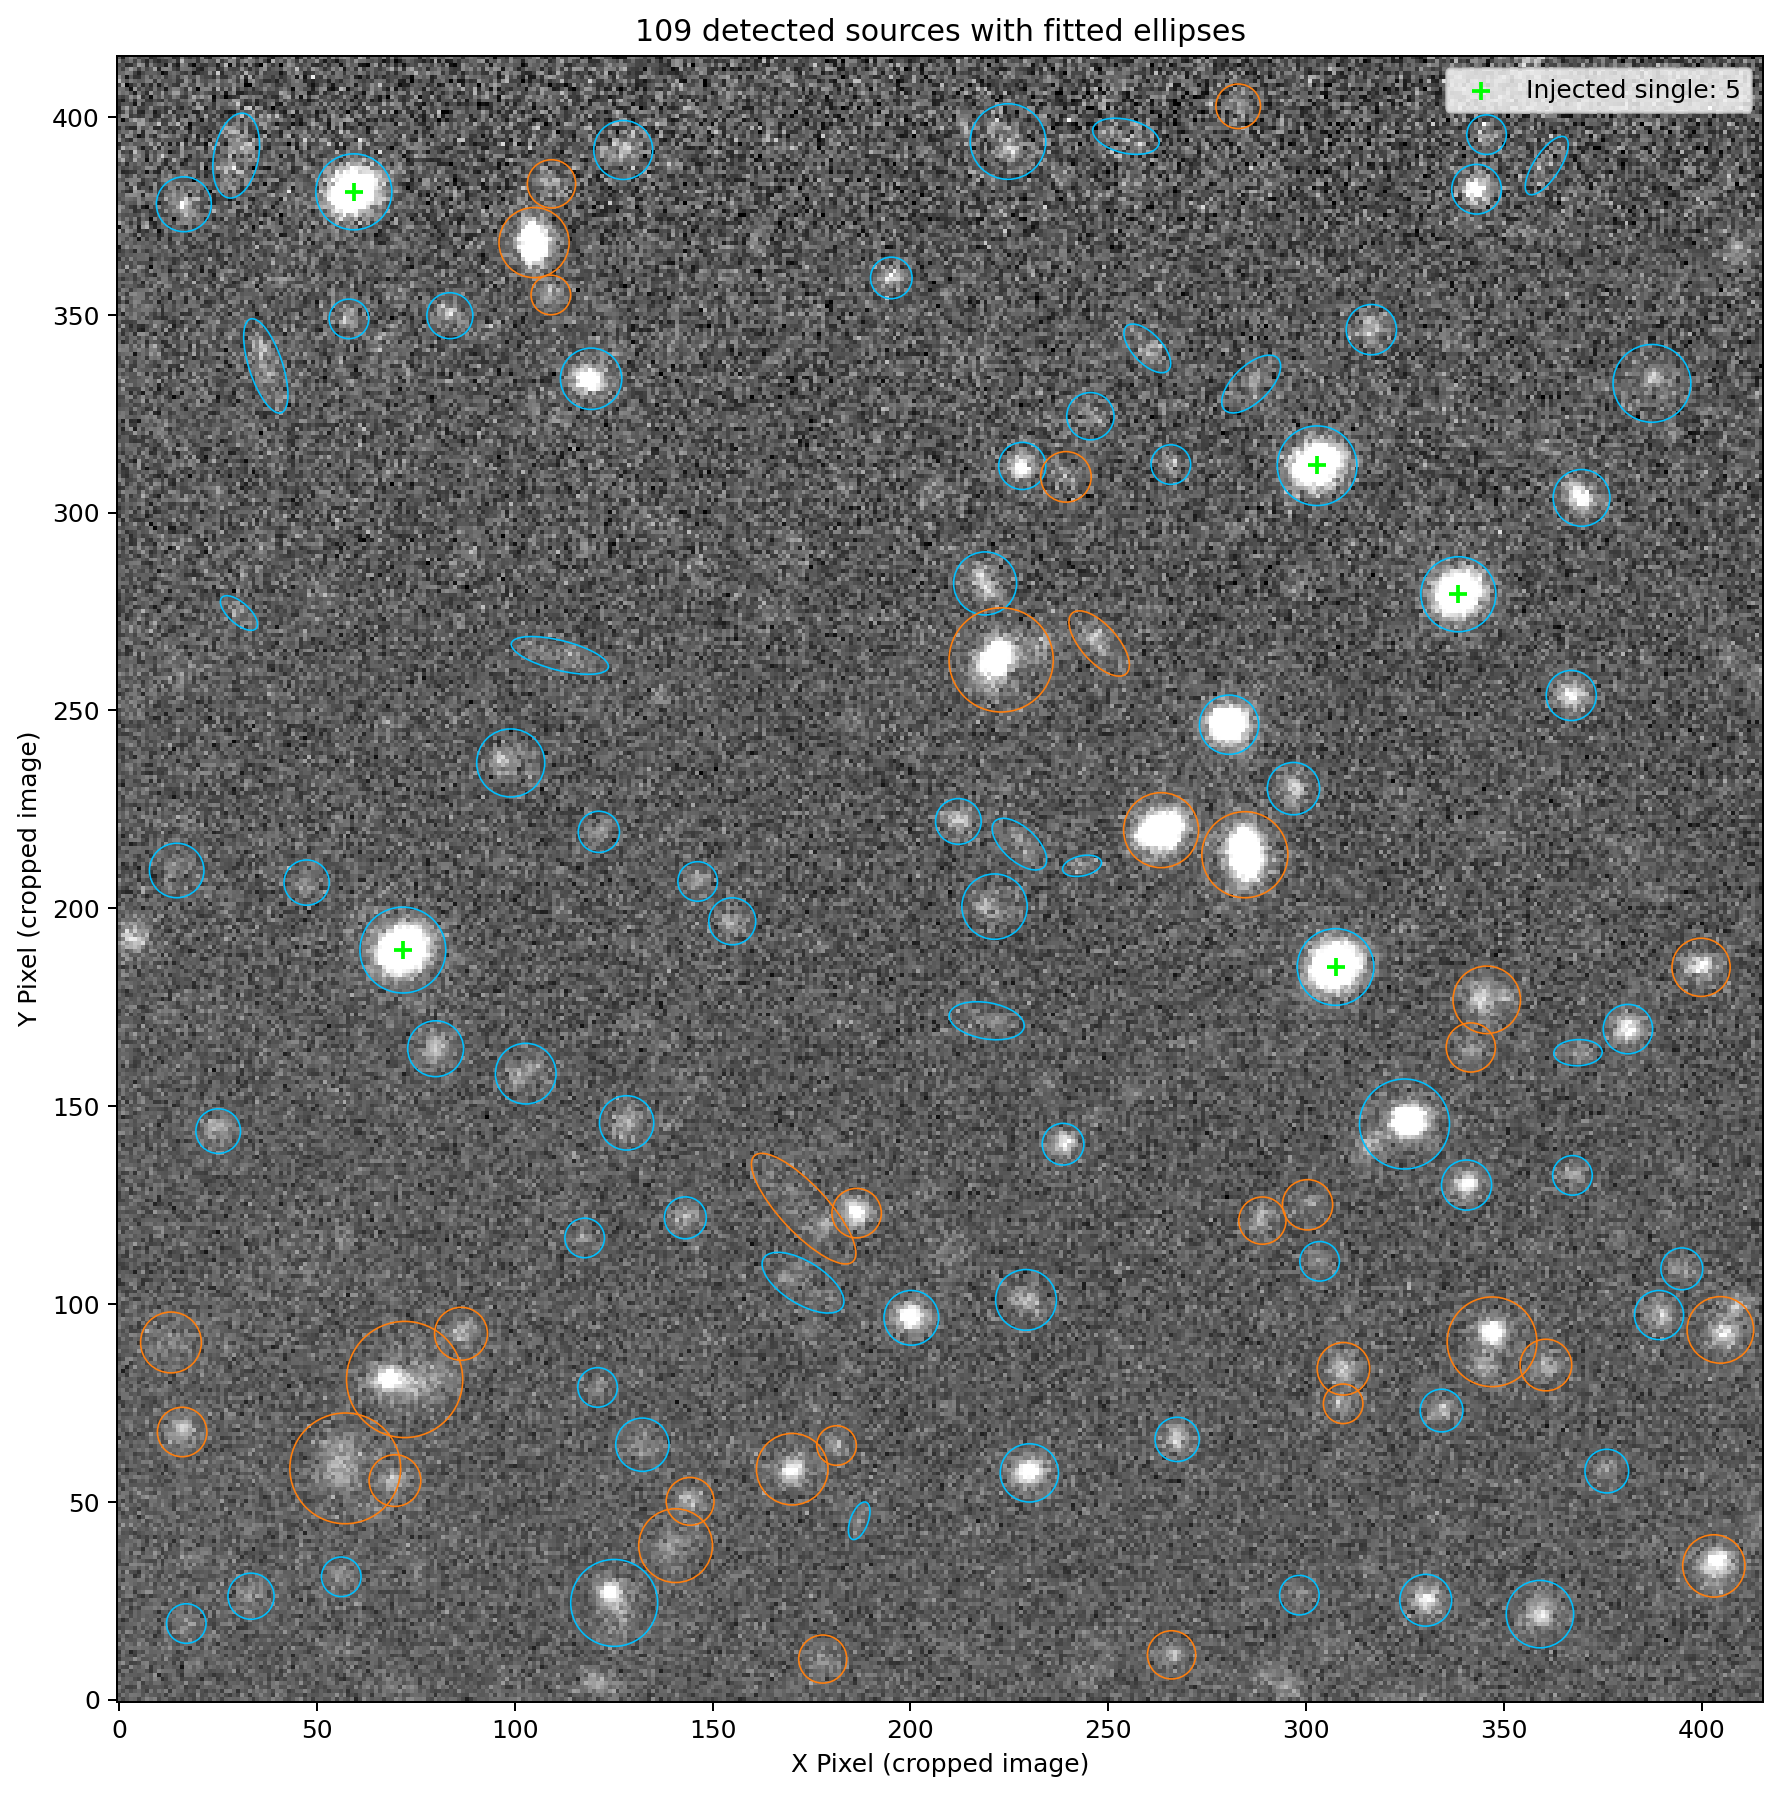 109 detected sources with fitted ellipses
Injected single: 5
400
350
300
250
200
150
100
50
0
Y Pixel (cropped image)
0 50 100 150 200 250 300 350 400
X Pixel (cropped image)